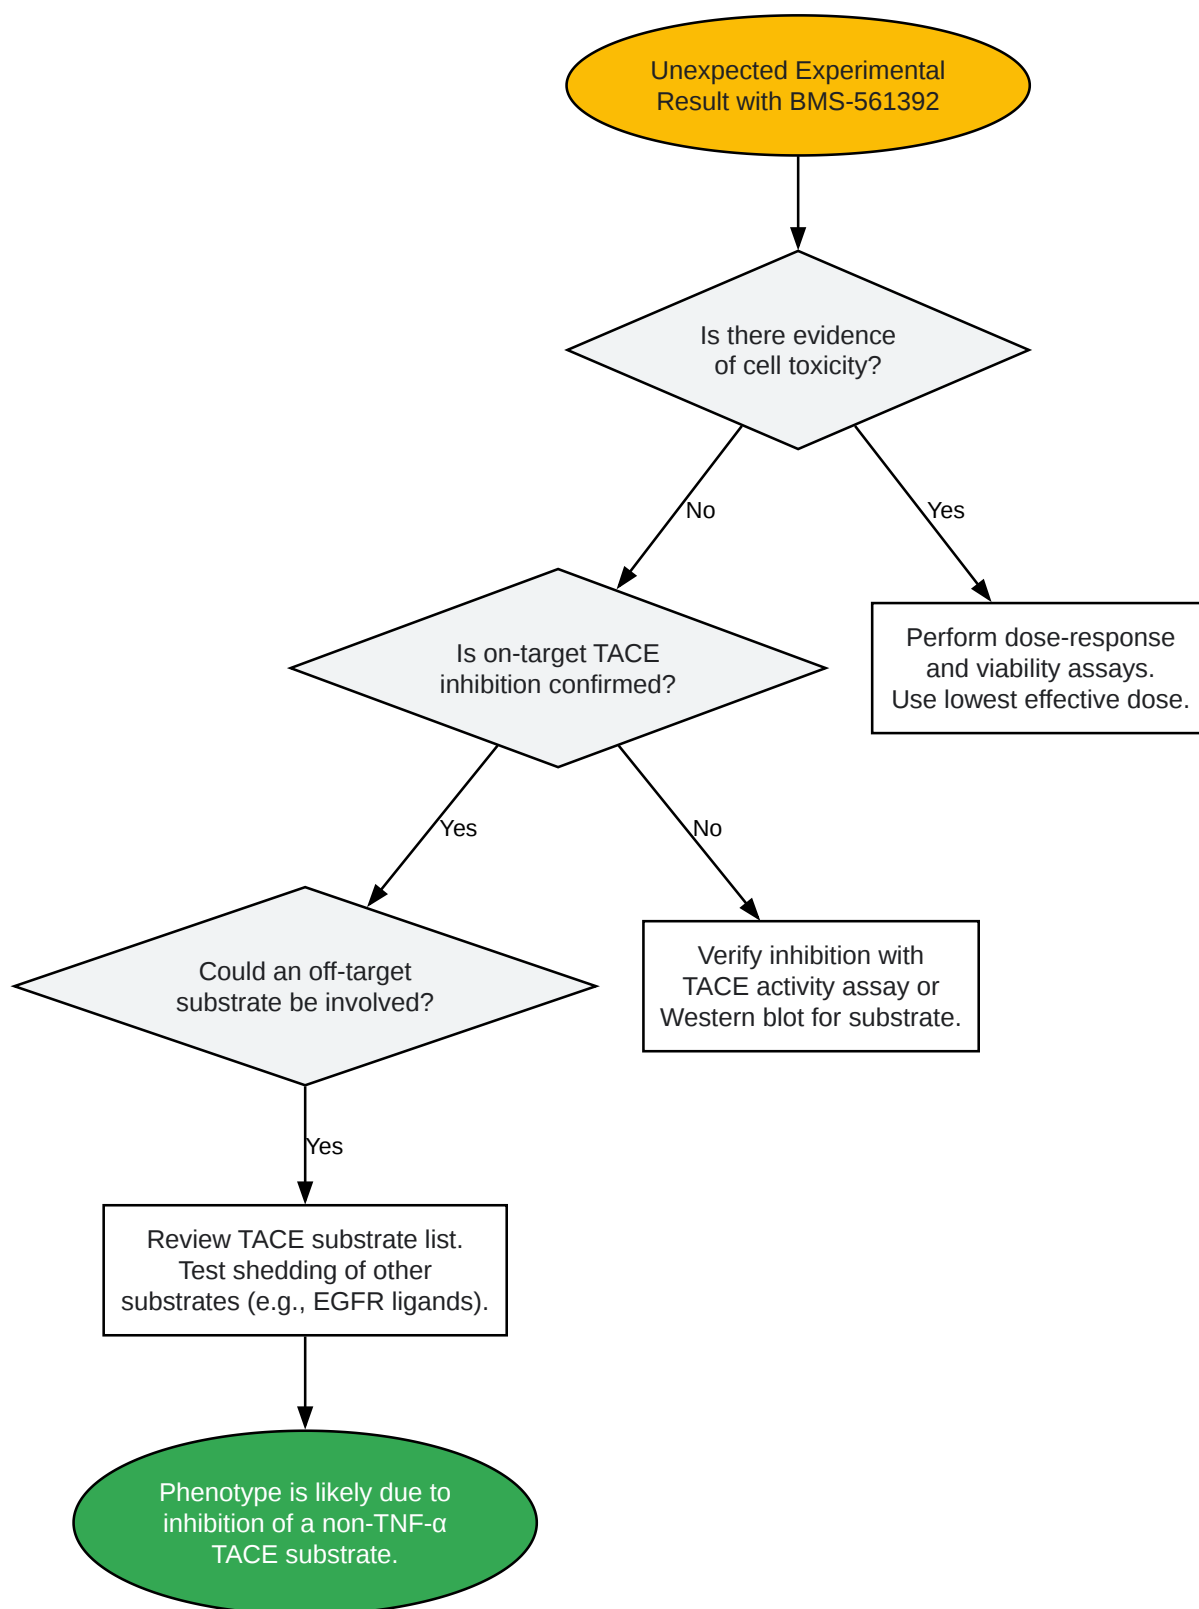 Unexpected Experimental
Result with BMS-561392
Is there evidence
of cell toxicity?
No
Yes
Is on-target TACE
inhibition confirmed?
Perform dose-response
and viability assays.
Use lowest effective dose.
Yes
No
Could an off-target
substrate be involved?
Verify inhibition with
TACE activity assay or
Western blot for substrate.
Yes
Review TACE substrate list.
Test shedding of other
substrates (e.g., EGFR ligands).
Phenotype is likely due to
inhibition of a non-TNF-α
TACE substrate.